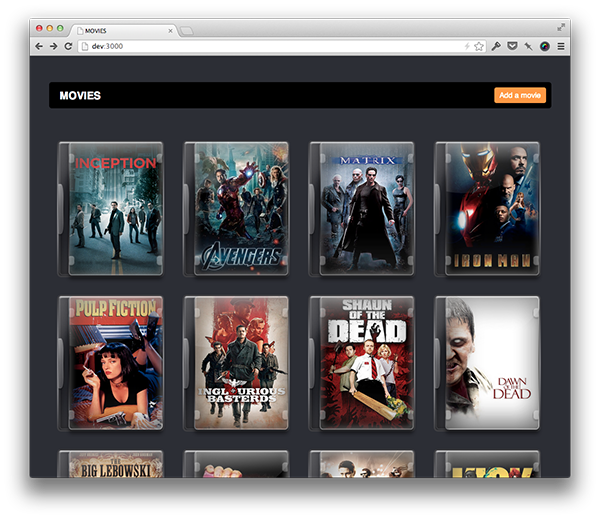 MOVIES
dev:3000
MOVIES
Add a movie
INCEPTION
AVENGERS
MATRIX
IRON MAN
PULP FICTION
INGLOURIOUS
BASTERDS
SHAUN
OF THE
DEAD
DAWN
OF THE
DEAD
THE
BIG LEBOWSKI